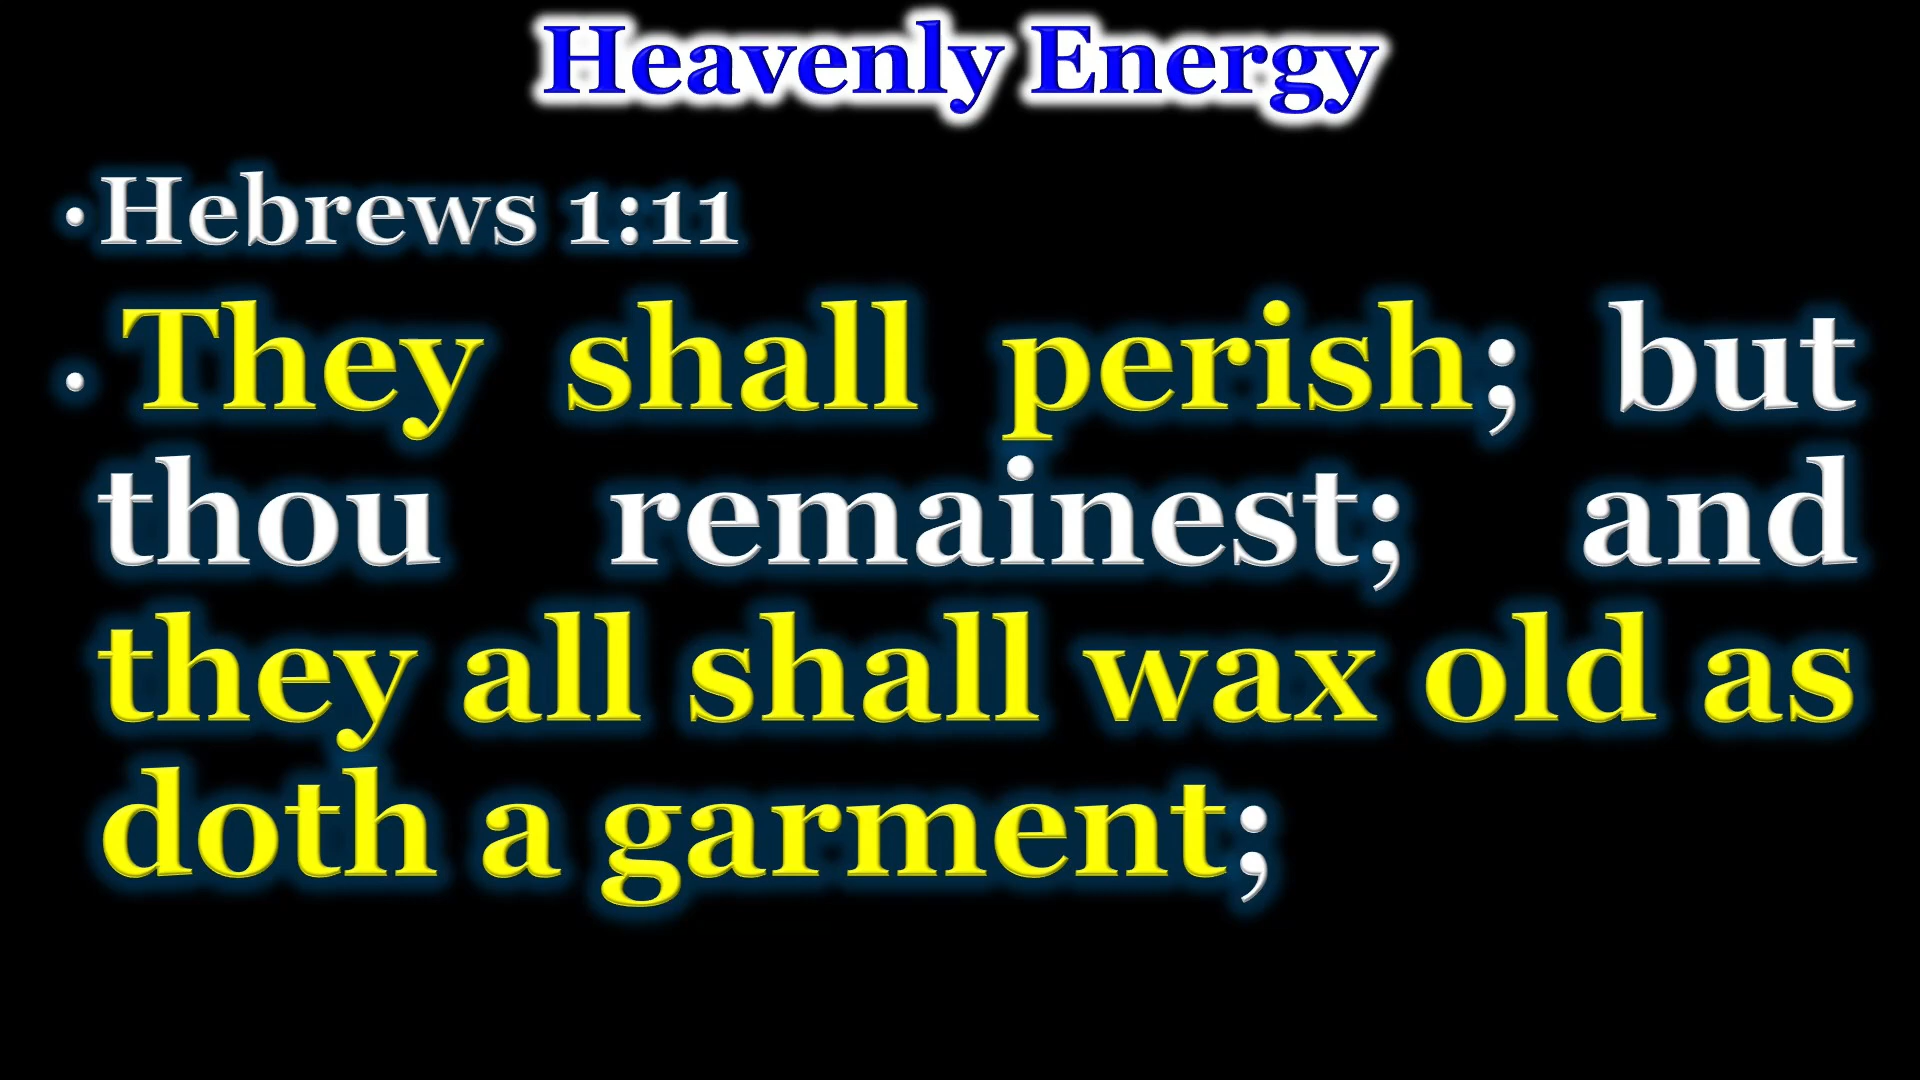 Heavenly Energy
• Hebrews 1:11
• They shall perish; but
thou remainest; and
they all shall wax old as
doth a garment;